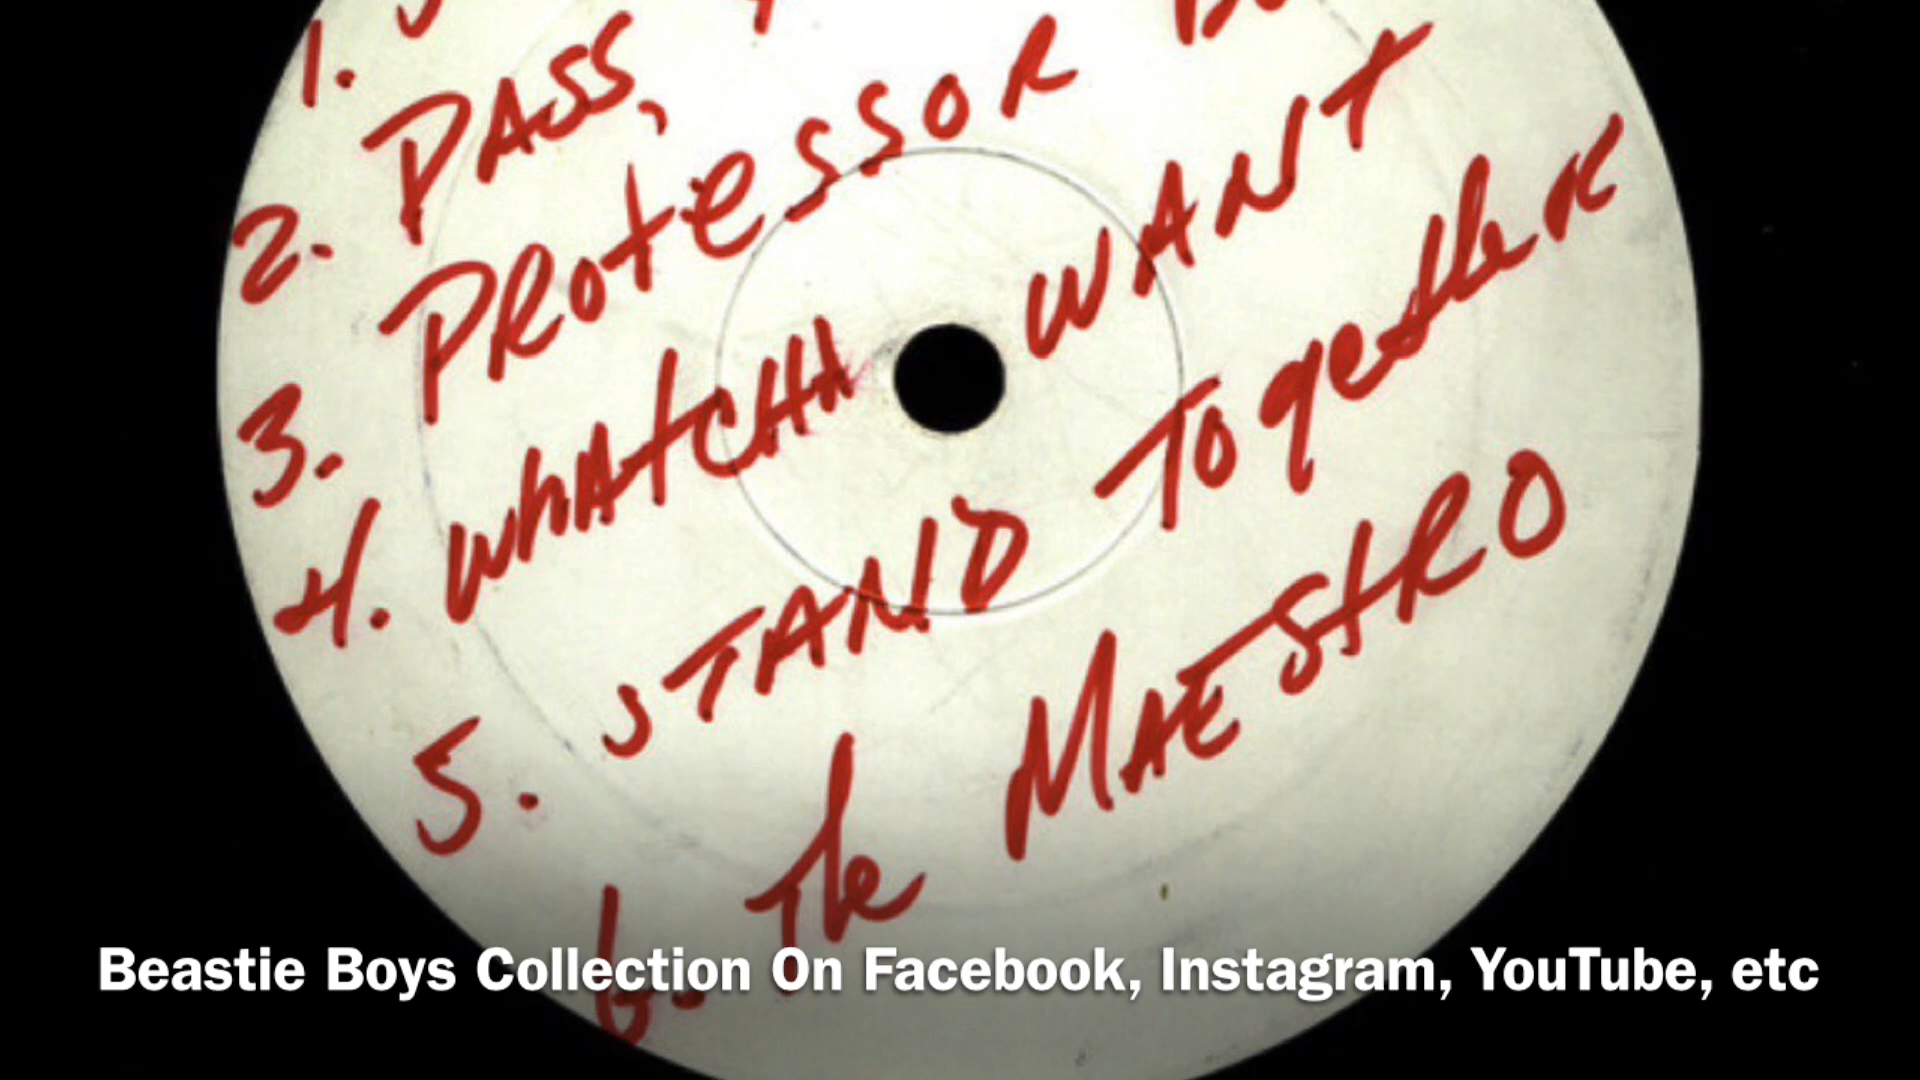 1.
2. PASS,
3. PROfeSSOR
4. WhATCHA WANT
5. STAND TOgetheR
6. The MAESTRO
Beastie Boys Collection On Facebook, Instagram, YouTube, etc